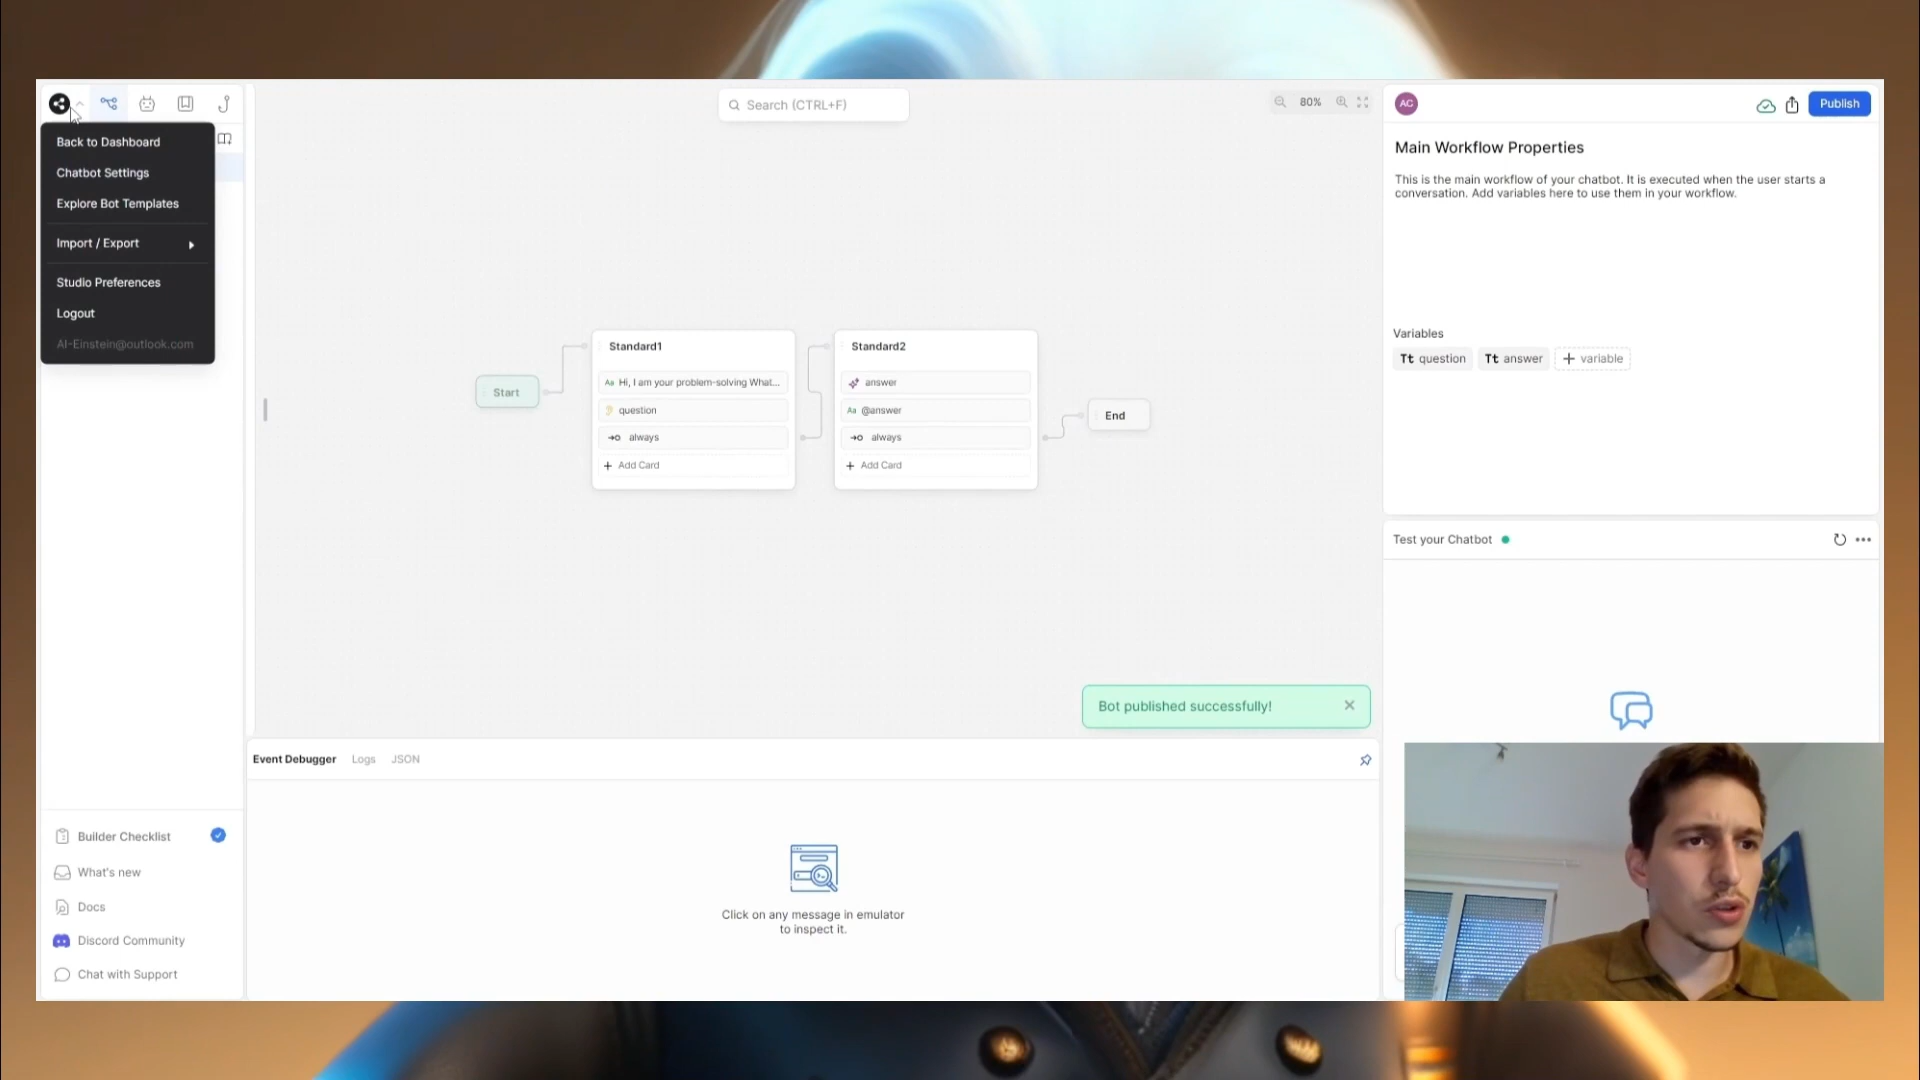 Search (CTRL+F)
80%
AC
Publish
Back to Dashboard
Chatbot Settings
Explore Bot Templates
Import / Export
Studio Preferences
Logout
AI-Einstein@outlook.com
Main Workflow Properties
This is the main workflow of your chatbot. It is executed when the user starts a
conversation. Add variables here to use them in your workflow.
Variables
Tt question
Tt answer
+ variable
Start
Standard1
Aa Hi, I am your problem-solving What...
question
always
+ Add Card
Standard2
answer
Aa @answer
always
+ Add Card
End
Test your Chatbot
Bot published successfully!
Event Debugger
Logs
JSON
Click on any message in emulator
to inspect it.
Builder Checklist
What's new
Docs
Discord Community
Chat with Support